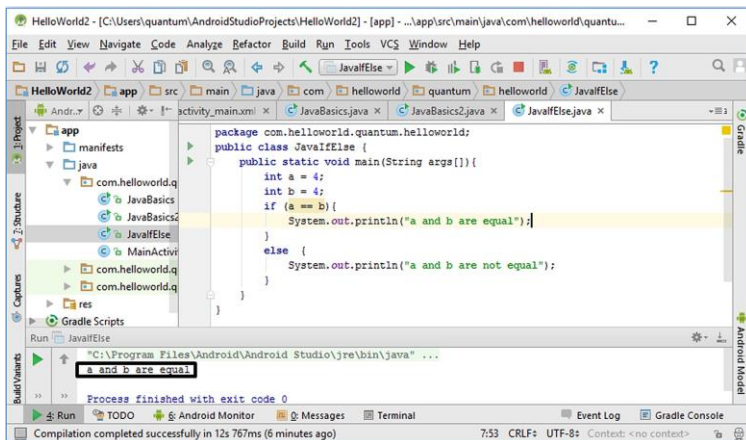 HelloWorld2 - [C:\Users\quantum\AndroidStudioProjects\HelloWorld2] - [app] - ...\app\src\main\java\com\helloworld\quantu...
File Edit View Navigate Code Analyze Refactor Build Run Tools VCS Window Help
JavaIfElse
HelloWorld2 app src main java com helloworld quantum helloworld JavaIfElse
Andr... activity_main.xml × JavaBasics.java × JavaBasics2.java × JavaIfElse.java ×
1: Project
Z: Structure
Captures
Build Variants
app
manifests
java
com.helloworld.q
JavaBasics
JavaBasics2
JavaIfElse
MainActivi
com.helloworld.q
com.helloworld.q
res
Gradle Scripts
package com.helloworld.quantum.helloworld;
public class JavaIfElse {
public static void main(String args[]){
int a = 4;
int b = 4;
if (a == b){
System.out.println("a and b are equal");
}
else {
System.out.println("a and b are not equal");
}
}
}
Gradle
Android Model
Run JavaIfElse
"C:\Program Files\Android\Android Studio\jre\bin\java" ...
a and b are equal
Process finished with exit code 0
4: Run TODO 6: Android Monitor 0: Messages Terminal Event Log Gradle Console
Compilation completed successfully in 12s 767ms (6 minutes ago) 7:53 CRLF÷ UTF-8÷ Context: <no context>